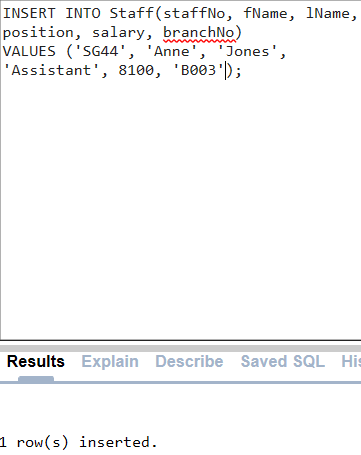 INSERT INTO Staff(staffNo, fName, lName,
position, salary, branchNo)
VALUES ('SG44', 'Anne', 'Jones',
'Assistant', 8100, 'B003');
Results Explain Describe Saved SQL
1 row(s) inserted.